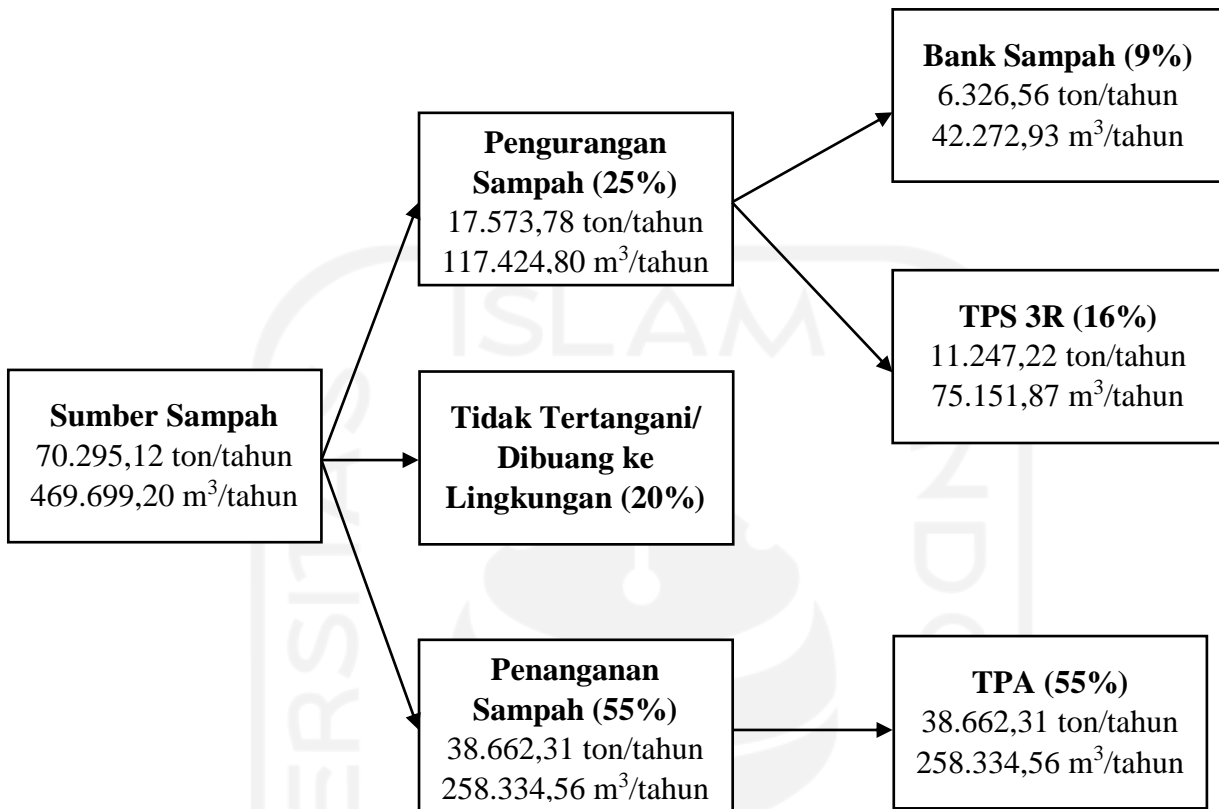 Sumber Sampah
70.295,12 ton/tahun
469.699,20 m³/tahun
Pengurangan
Sampah (25%)
17.573,78 ton/tahun
117.424,80 m³/tahun
Tidak Tertangani/
Dibuang ke
Lingkungan (20%)
Penanganan
Sampah (55%)
38.662,31 ton/tahun
258.334,56 m³/tahun
Bank Sampah (9%)
6.326,56 ton/tahun
42.272,93 m³/tahun
TPS 3R (16%)
11.247,22 ton/tahun
75.151,87 m³/tahun
TPA (55%)
38.662,31 ton/tahun
258.334,56 m³/tahun
ISLAM
ERSITAS
NDO